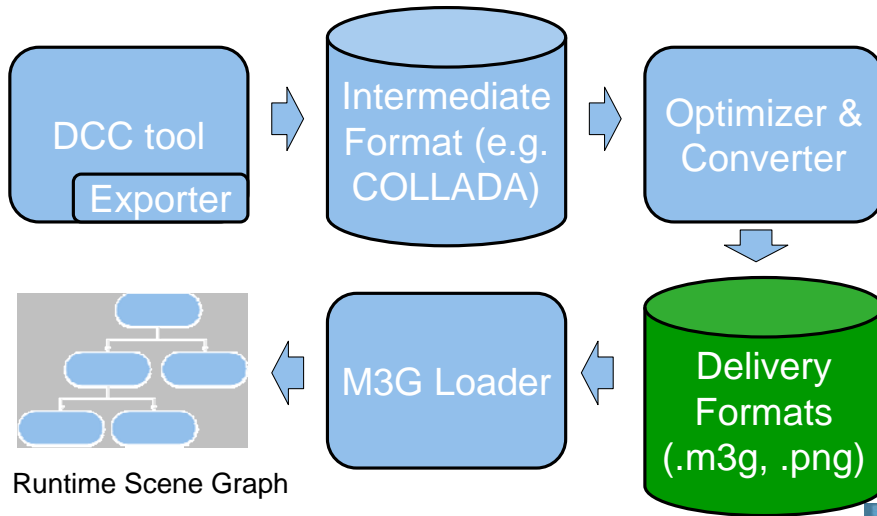 DCC tool
Exporter
Intermediate
Format (e.g.
COLLADA)
Optimizer &
Converter
Delivery
Formats
(.m3g, .png)
M3G Loader
Runtime Scene Graph